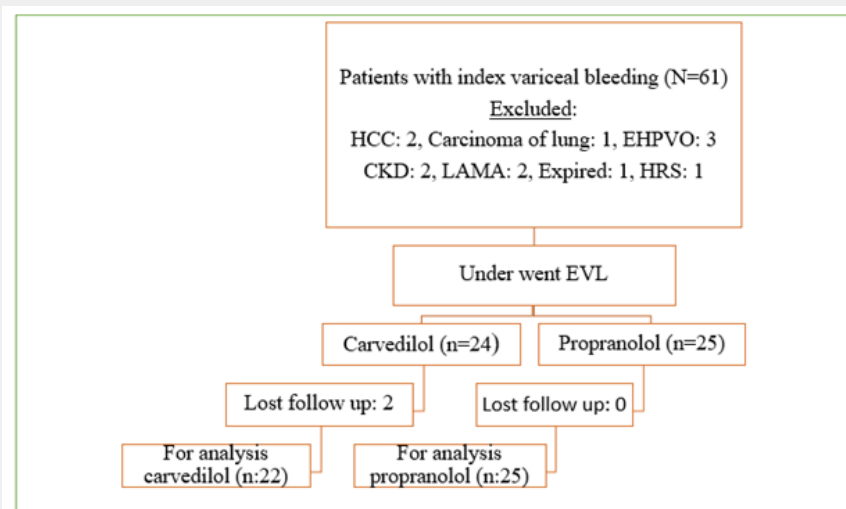 Patients with index variceal bleeding (N=61)
Excluded:
HCC: 2, Carcinoma of lung: 1, EHPVO: 3
CKD: 2, LAMA: 2, Expired: 1, HRS: 1
Under went EVL
Carvedilol (n=24)
Propranolol (n=25)
Lost follow up: 2
Lost follow up: 0
For analysis
carvedilol (n:22)
For analysis
propranolol (n:25)